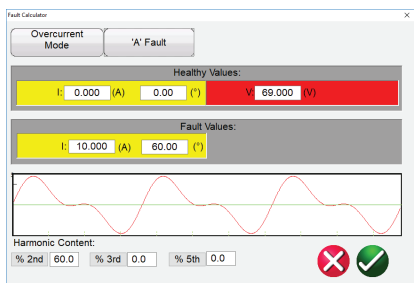 Fault Calculator
Overcurrent Mode
'A' Fault
Healthy Values:
I: 0.000 (A) 0.00 (°) V: 69.000 (V)
Fault Values:
I: 10.000 (A) 60.00 (°)
Harmonic Content:
% 2nd 60.0 % 3rd 0.0 % 5th 0.0